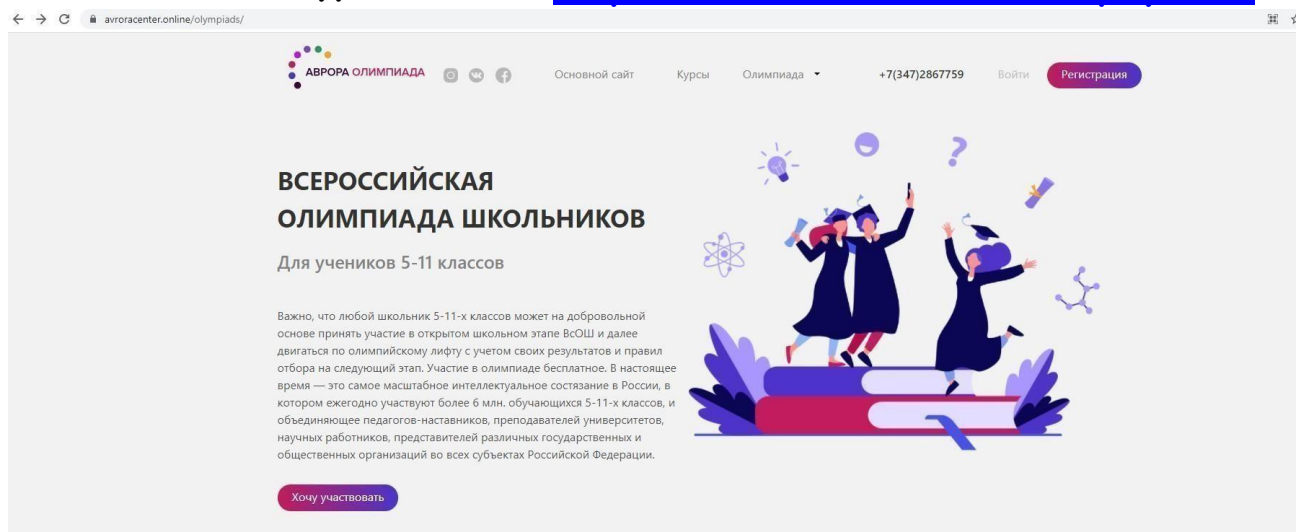 avroracenter.online/olympiads/
АВРОРА ОЛИМПИАДА
Основной сайт
Курсы
Олимпиада
+7(347)2867759
Войти
Регистрация
ВСЕРОССИЙСКАЯ
ОЛИМПИАДА ШКОЛЬНИКОВ
Для учеников 5-11 классов
Важно, что любой школьник 5-11-х классов может на добровольной
основе принять участие в открытом школьном этапе ВсОШ и далее
двигаться по олимпийскому лифту с учетом своих результатов и правил
отбора на следующий этап. Участие в олимпиаде бесплатное. В настоящее
время — это самое масштабное интеллектуальное состязание в России, в
котором ежегодно участвуют более 6 млн. обучающихся 5-11-х классов, и
объединяющее педагогов-наставников, преподавателей университетов,
научных работников, представителей различных государственных и
общественных организаций во всех субъектах Российской Федерации.
Хочу участвовать